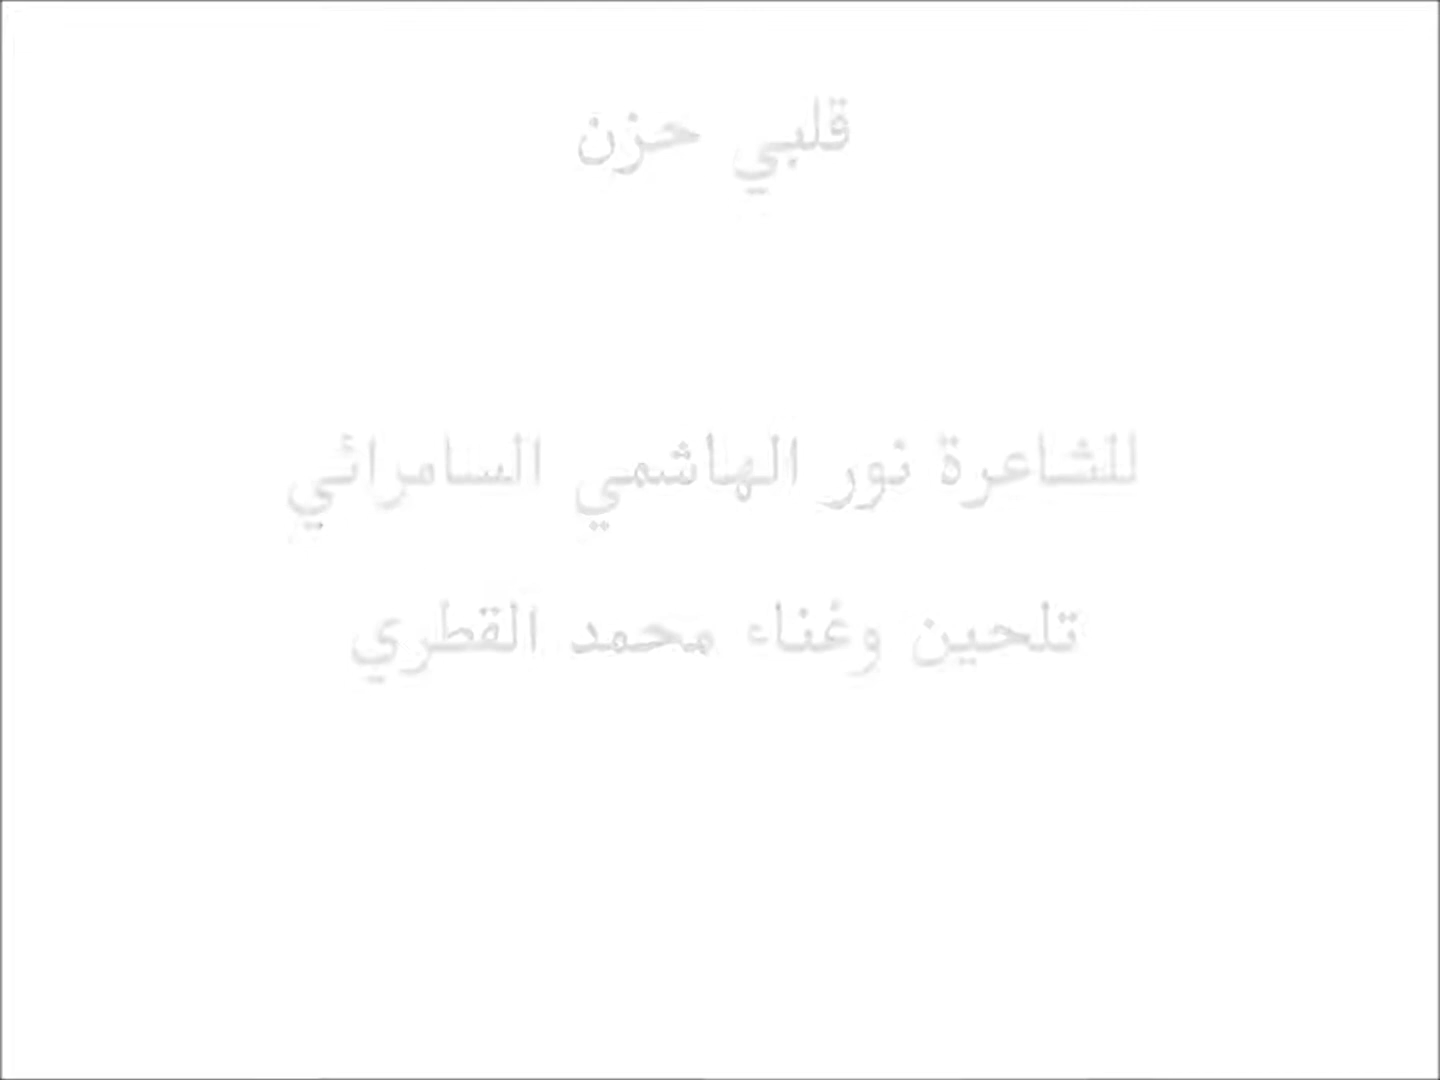 قلبي حزن
للشاعرة نور الهاشمي السامرائي
تلحين وغناء محمد القطري